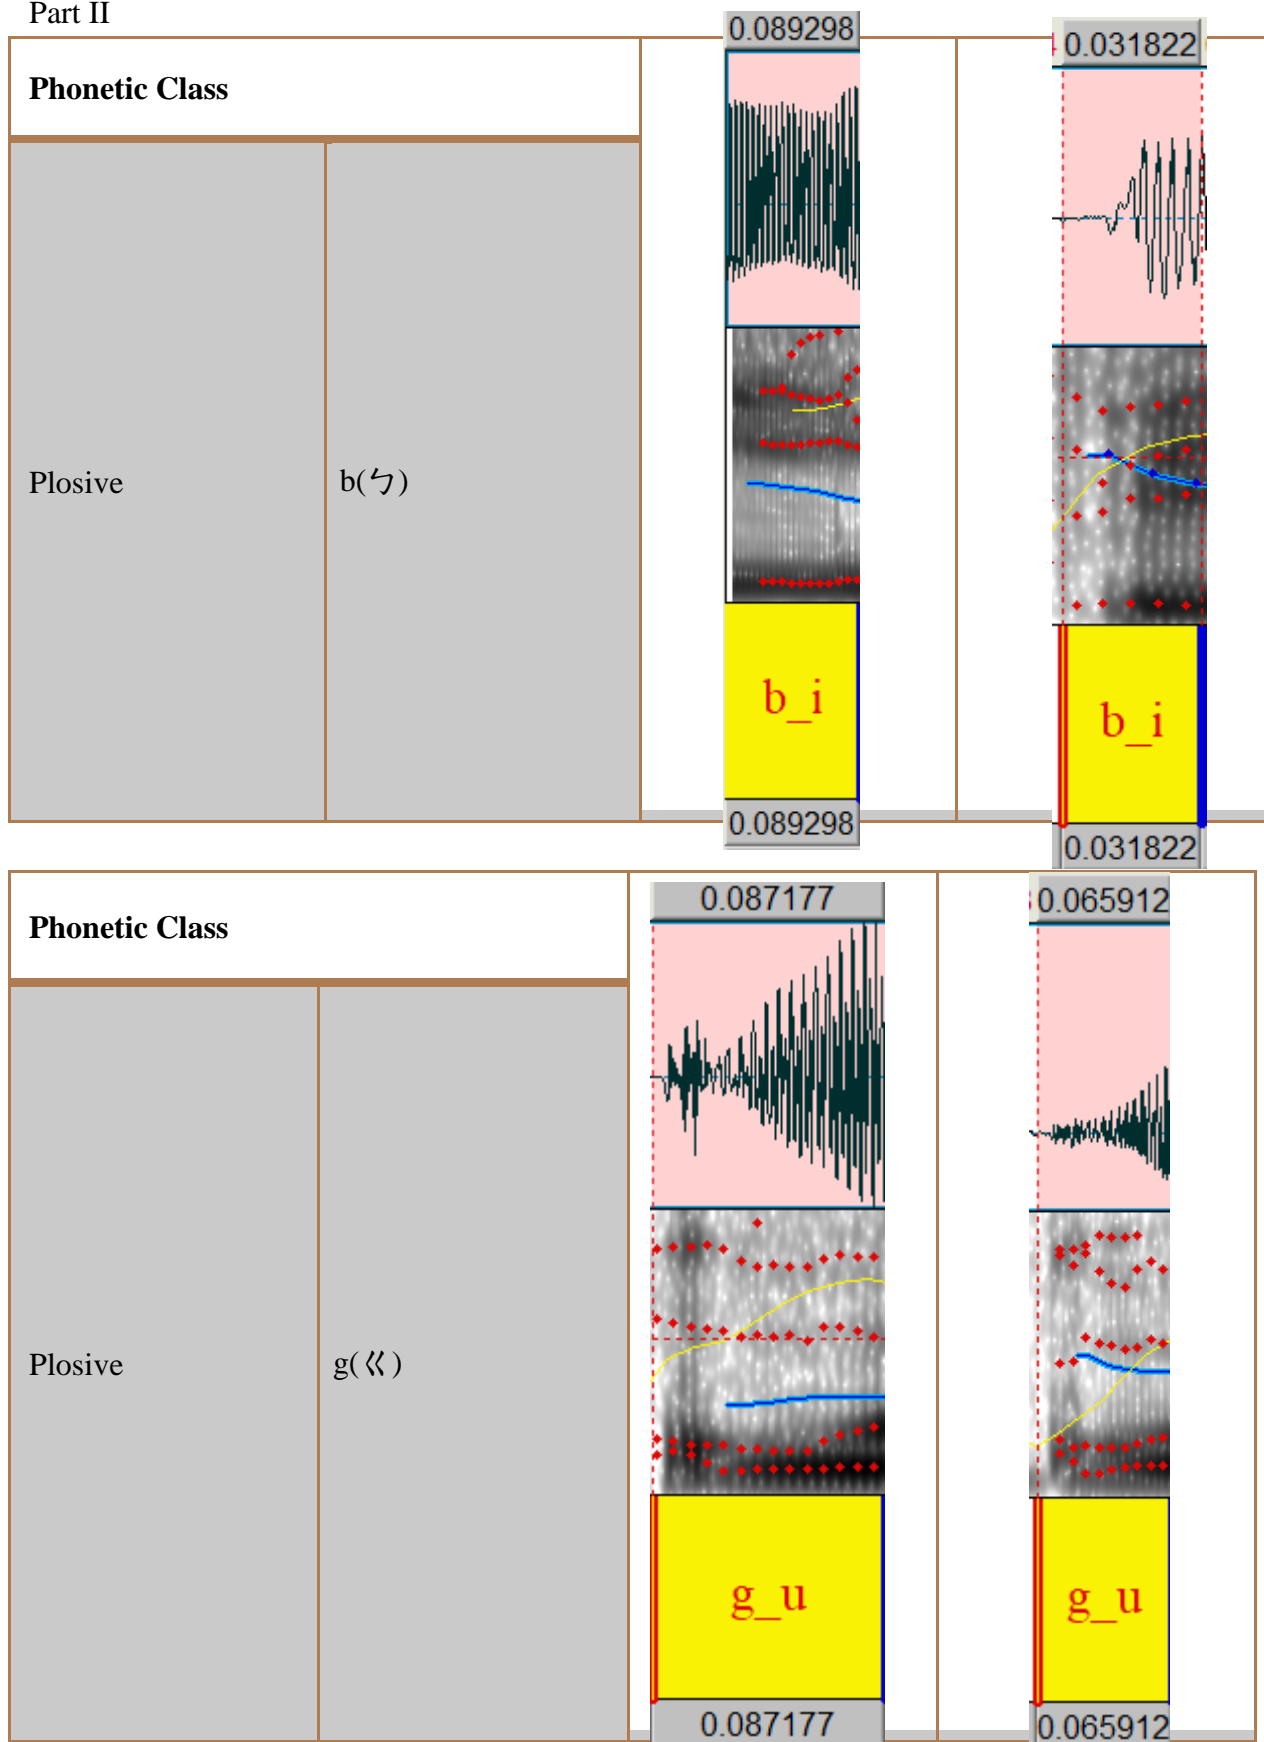 Part II
0.089298
0.031822
Phonetic Class
Plosive
b(ㄅ)
b_i
b_i
0.089298
0.031822
Phonetic Class
0.087177
0.065912
Plosive
g(ㄍ)
g_u
g_u
0.087177
0.065912